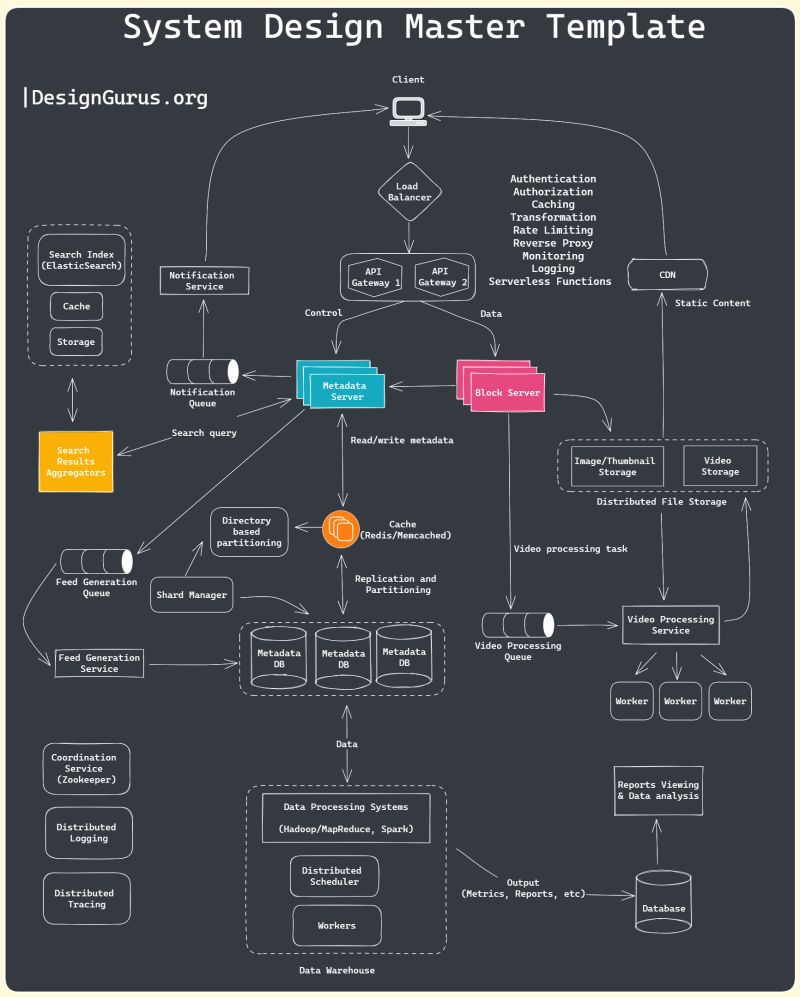 System Design Master Template
|DesignGurus.org
Client
Load
Balancer
Authentication
Authorization
Caching
Transformation
Rate Limiting
Reverse Proxy
Monitoring
Logging
Serverless Functions
API
Gateway 1
API
Gateway 2
Search Index
(ElasticSearch)
Cache
Storage
Notification
Service
CDN
Static Content
Control
Data
Notification
Queue
Metadata
Server
Block Server
Search query
Read/write metadata
Search
Results
Aggregators
Image/Thumbnail
Storage
Video
Storage
Distributed File Storage
Directory
based
partitioning
Cache
(Redis/Memcached)
Video processing task
Feed Generation
Queue
Shard Manager
Replication and
Partitioning
Feed Generation
Service
Metadata
DB
Metadata
DB
Metadata
DB
Video Processing
Queue
Video Processing
Service
Worker
Worker
Worker
Data
Coordination
Service
(Zookeeper)
Distributed
Logging
Distributed
Tracing
Data Processing Systems
(Hadoop/MapReduce, Spark)
Distributed
Scheduler
Workers
Data Warehouse
Output
(Metrics, Reports, etc)
Reports Viewing
& Data analysis
Database